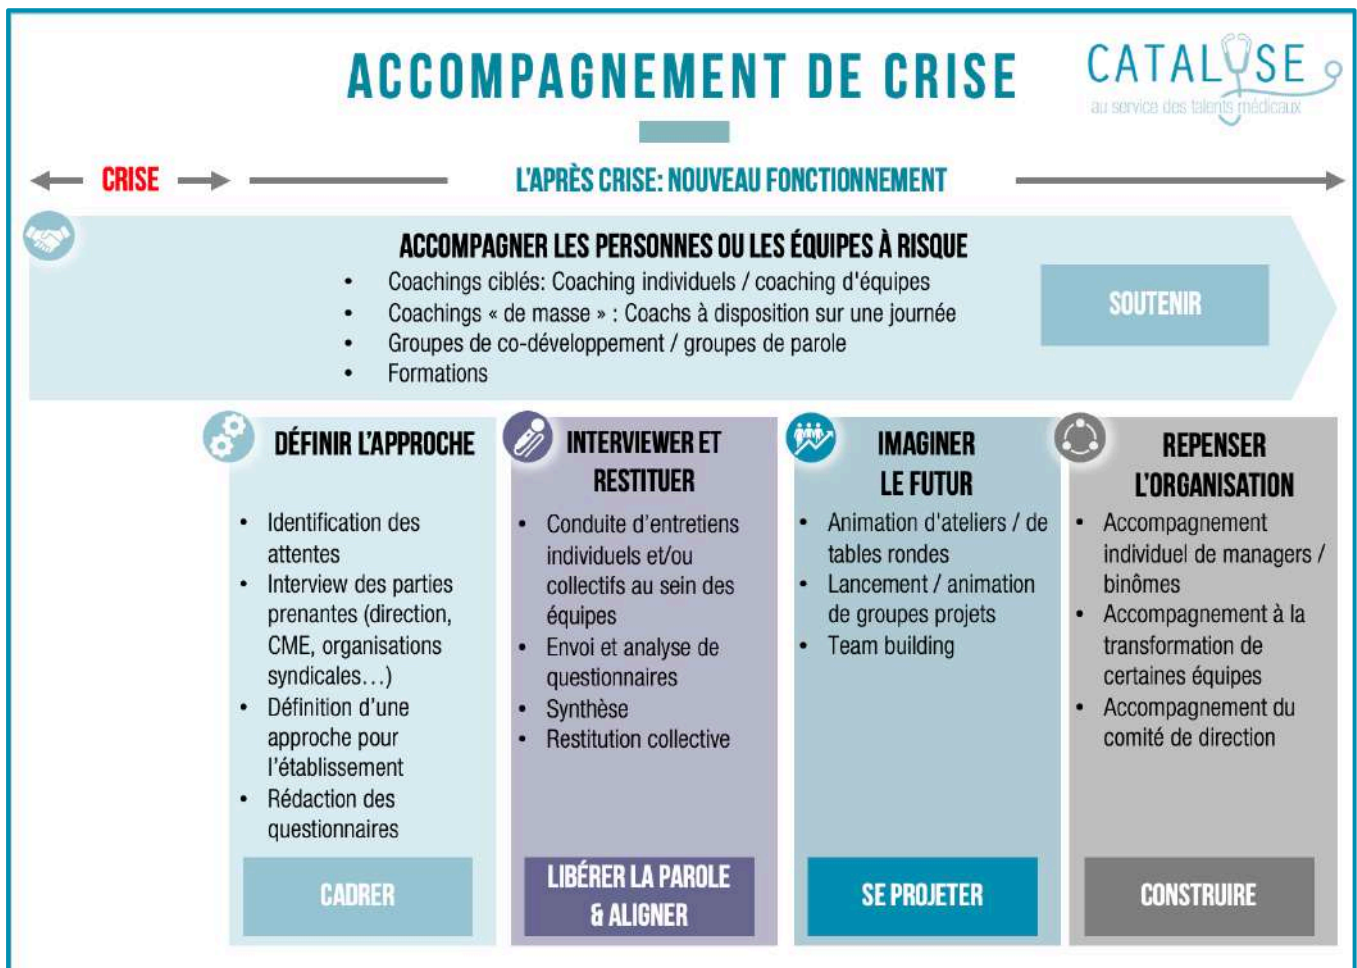 ACCOMPAGNEMENT DE CRISE
CATALYSE
au service des talents médicaux
CRISE
L'APRÈS CRISE: NOUVEAU FONCTIONNEMENT
ACCOMPAGNER LES PERSONNES OU LES ÉQUIPES À RISQUE
• Coachings ciblés: Coaching individuels / coaching d'équipes
• Coachings « de masse » : Coachs à disposition sur une journée
• Groupes de co-développement / groupes de parole
• Formations
SOUTENIR
DÉFINIR L'APPROCHE
• Identification des
attentes
• Interview des parties
prenantes (direction,
CME, organisations
syndicales…)
• Définition d'une
approche pour
l'établissement
• Rédaction des
questionnaires
CADRER
INTERVIEWER ET
RESTITUER
• Conduite d'entretiens
individuels et/ou
collectifs au sein des
équipes
• Envoi et analyse de
questionnaires
• Synthèse
• Restitution collective
LIBÉRER LA PAROLE
& ALIGNER
IMAGINER
LE FUTUR
• Animation d'ateliers / de
tables rondes
• Lancement / animation
de groupes projets
• Team building
SE PROJETER
REPENSER
L'ORGANISATION
• Accompagnement
individuel de managers /
binômes
• Accompagnement à la
transformation de
certaines équipes
• Accompagnement du
comité de direction
CONSTRUIRE